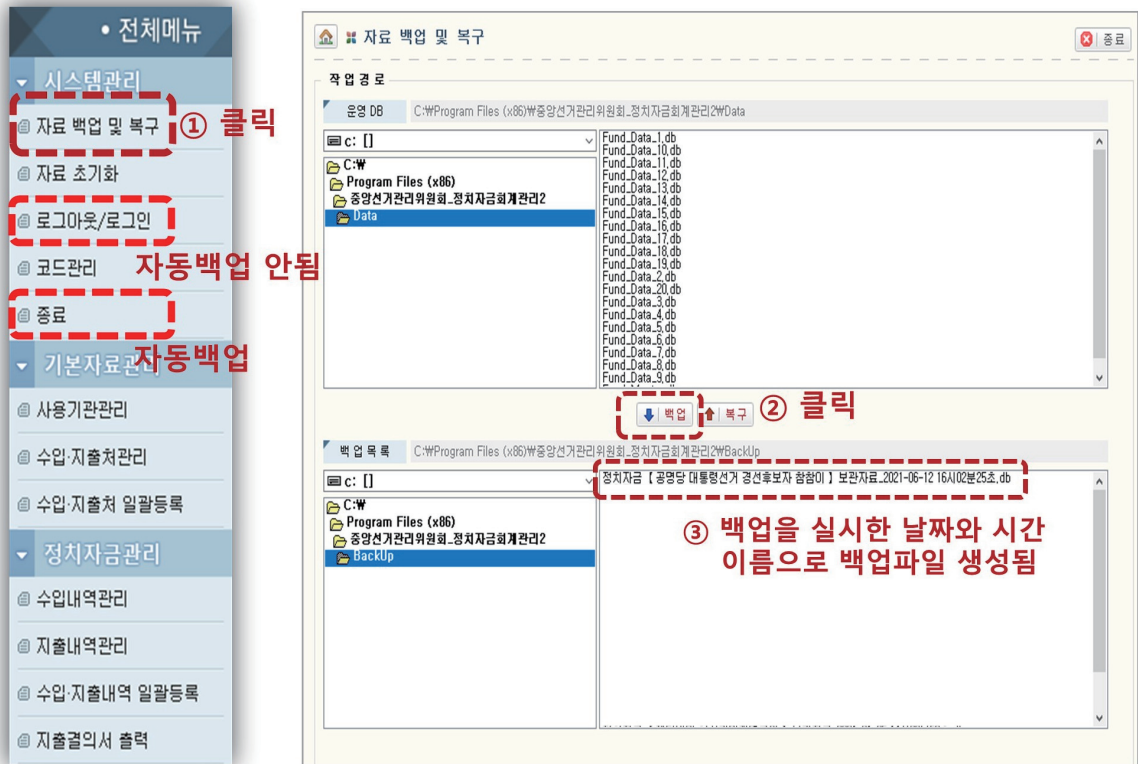 • 전체메뉴
시스템관리
자료 백업 및 복구
① 클릭
자료 초기화
로그아웃/로그인
자동백업 안됨
코드관리
종료
자동백업
기본자료관리
사용기관관리
수입·지출처관리
수입·지출처 일괄등록
정치자금관리
수입내역관리
지출내역관리
수입·지출내역 일괄등록
지출결의서 출력
자료 백업 및 복구
종료
작업경로
운영 DB C:₩Program Files (x86)₩중앙선거관리위원회_정치자금회계관리2₩Data
c: []
C:₩
Program Files (x86)
중앙선거관리위원회_정치자금회계관리2
Data
Fund_Data_1.db
Fund_Data_10.db
Fund_Data_11.db
Fund_Data_12.db
Fund_Data_13.db
Fund_Data_14.db
Fund_Data_15.db
Fund_Data_16.db
Fund_Data_17.db
Fund_Data_18.db
Fund_Data_19.db
Fund_Data_2.db
Fund_Data_20.db
Fund_Data_3.db
Fund_Data_4.db
Fund_Data_5.db
Fund_Data_6.db
Fund_Data_7.db
Fund_Data_8.db
Fund_Data_9.db
백업 복구 ② 클릭
백업목록 C:₩Program Files (x86)₩중앙선거관리위원회_정치자금회계관리2₩BackUp
c: []
C:₩
Program Files (x86)
중앙선거관리위원회_정치자금회계관리2
BackUp
정치자금 [ 공명당 대통령선거 경선후보자 참참이 ] 보관자료_2021-06-12 16시02분25초.db
③ 백업을 실시한 날짜와 시간
이름으로 백업파일 생성됨